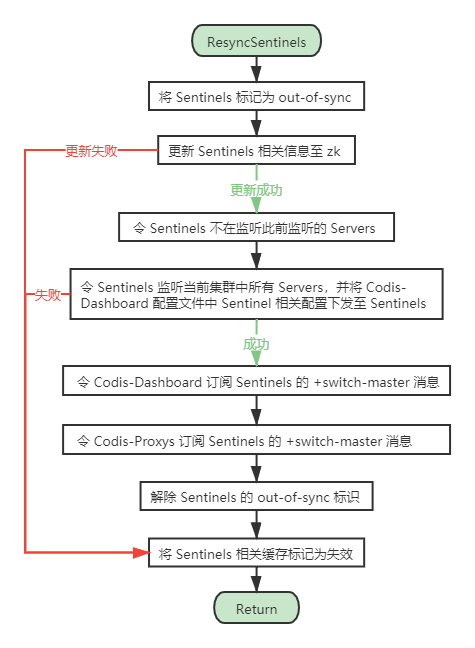 ResyncSentinels
将 Sentinels 标记为 out-of-sync
更新失败
更新 Sentinels 相关信息至 zk
更新成功
令 Sentinels 不在监听此前监听的 Servers
失败
令 Sentinels 监听当前集群中所有 Servers，并将 Codis-
Dashboard 配置文件中 Sentinel 相关配置下发至 Sentinels
成功
令 Codis-Dashboard 订阅 Sentinels 的 +switch-master 消息
令 Codis-Proxys 订阅 Sentinels 的 +switch-master 消息
解除 Sentinels 的 out-of-sync 标识
将 Sentinels 相关缓存标记为失效
Return